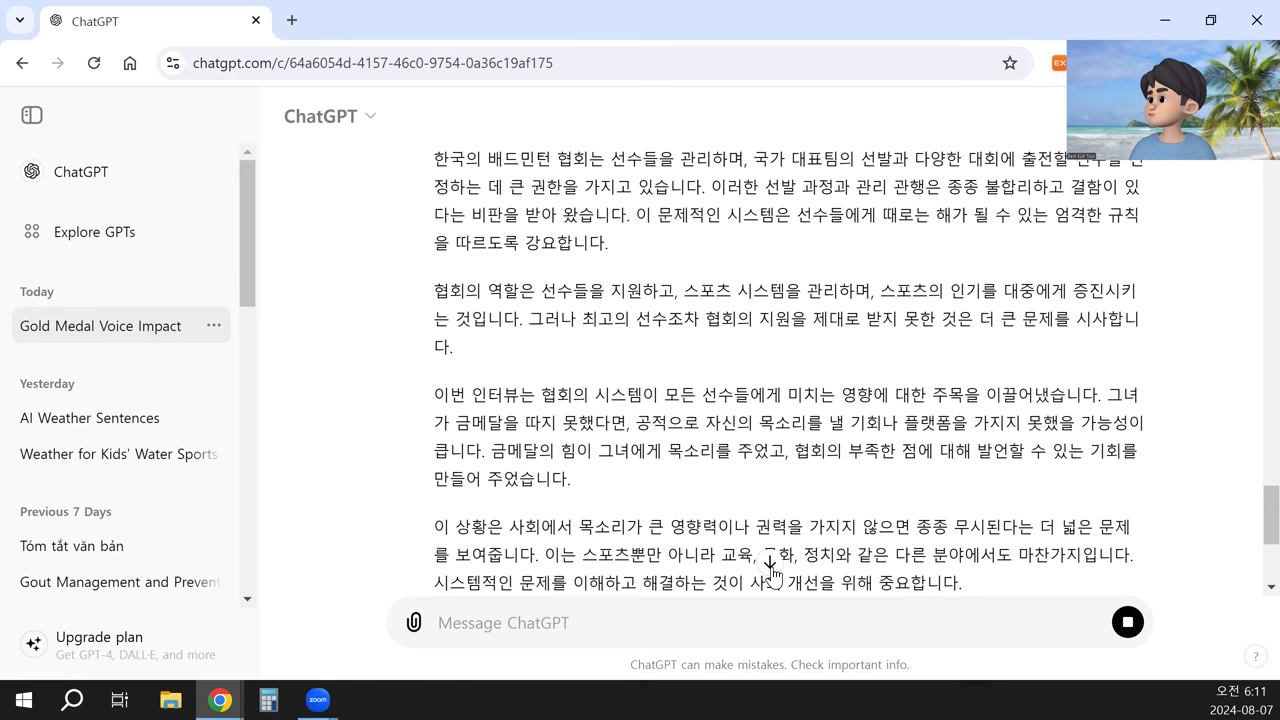 ChatGPT
chatgpt.com/c/64a6054d-4157-46c0-9754-0a36c19af175
ChatGPT
Explore GPTs
Today
Gold Medal Voice Impact
Yesterday
AI Weather Sentences
Weather for Kids' Water Sports
Previous 7 Days
Tóm tắt văn bản
Gout Management and Prevent
Upgrade plan
Get GPT-4, DALL·E, and more
ChatGPT
한국의 배드민턴 협회는 선수들을 관리하며, 국가 대표팀의 선발과 다양한 대회에 출전할
정하는 데 큰 권한을 가지고 있습니다. 이러한 선발 과정과 관리 관행은 종종 불합리하고 결함이 있
다는 비판을 받아 왔습니다. 이 문제적인 시스템은 선수들에게 때로는 해가 될 수 있는 엄격한 규칙
을 따르도록 강요합니다.
협회의 역할은 선수들을 지원하고, 스포츠 시스템을 관리하며, 스포츠의 인기를 대중에게 증진시키
는 것입니다. 그러나 최고의 선수조차 협회의 지원을 제대로 받지 못한 것은 더 큰 문제를 시사합니
다.
이번 인터뷰는 협회의 시스템이 모든 선수들에게 미치는 영향에 대한 주목을 이끌어냈습니다. 그녀
가 금메달을 따지 못했다면, 공적으로 자신의 목소리를 낼 기회나 플랫폼을 가지지 못했을 가능성이
큽니다. 금메달의 힘이 그녀에게 목소리를 주었고, 협회의 부족한 점에 대해 발언할 수 있는 기회를
만들어 주었습니다.
이 상황은 사회에서 목소리가 큰 영향력이나 권력을 가지지 않으면 종종 무시된다는 더 넓은 문제
를 보여줍니다. 이는 스포츠뿐만 아니라 교육, 정치와 같은 다른 분야에서도 마찬가지입니다.
시스템적인 문제를 이해하고 해결하는 것이 개선을 위해 중요합니다.
Message ChatGPT
ChatGPT can make mistakes. Check important info.
?
zoom
오전 6:11
2024-08-07